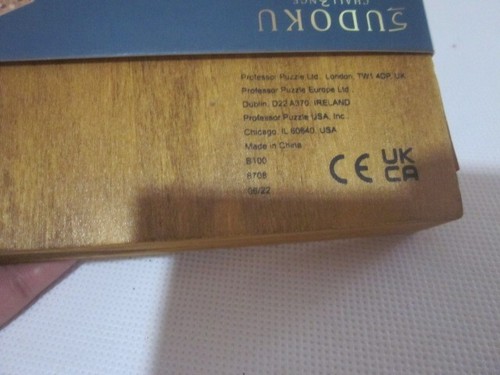 SUDOKU
CHALL3NGE
Professor Puzzle Ltd., London, TW1 4DP, UK
Professor Puzzle Europe Ltd.
Dublin, D22 A370, IRELAND
Professor Puzzle USA, Inc.
Chicago, IL 60640, USA
Made in China
B100
6708
08/22
CE UK
CA